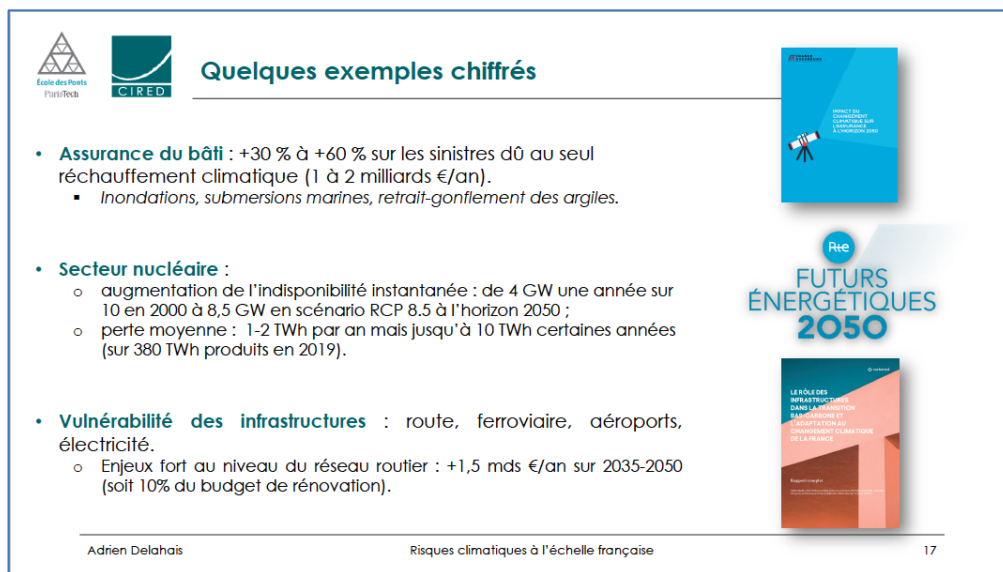 École des Ponts
ParisTech
CIRED
Quelques exemples chiffrés
• Assurance du bâti : +30 % à +60 % sur les sinistres dû au seul
réchauffement climatique (1 à 2 milliards €/an).
▪ Inondations, submersions marines, retrait-gonflement des argiles.
• Secteur nucléaire :
o augmentation de l'indisponibilité instantanée : de 4 GW une année sur
10 en 2000 à 8,5 GW en scénario RCP 8.5 à l'horizon 2050 ;
o perte moyenne : 1-2 TWh par an mais jusqu'à 10 TWh certaines années
(sur 380 TWh produits en 2019).
• Vulnérabilité des infrastructures : route, ferroviaire, aéroports,
électricité.
o Enjeux fort au niveau du réseau routier : +1,5 mds €/an sur 2035-2050
(soit 10% du budget de rénovation).
IMPACT DU
CHANGEMENT
CLIMATIQUE SUR
L'ASSURANCE
À L'HORIZON 2050
Rte
FUTURS
ÉNERGÉTIQUES
2050
LE RÔLE DES
INFRASTRUCTURES
DANS LA TRANSITION
BAS-CARBONE ET
L'ADAPTATION AU
CHANGEMENT CLIMATIQUE
DE LA FRANCE
Adrien Delahais
Risques climatiques à l'échelle française
17